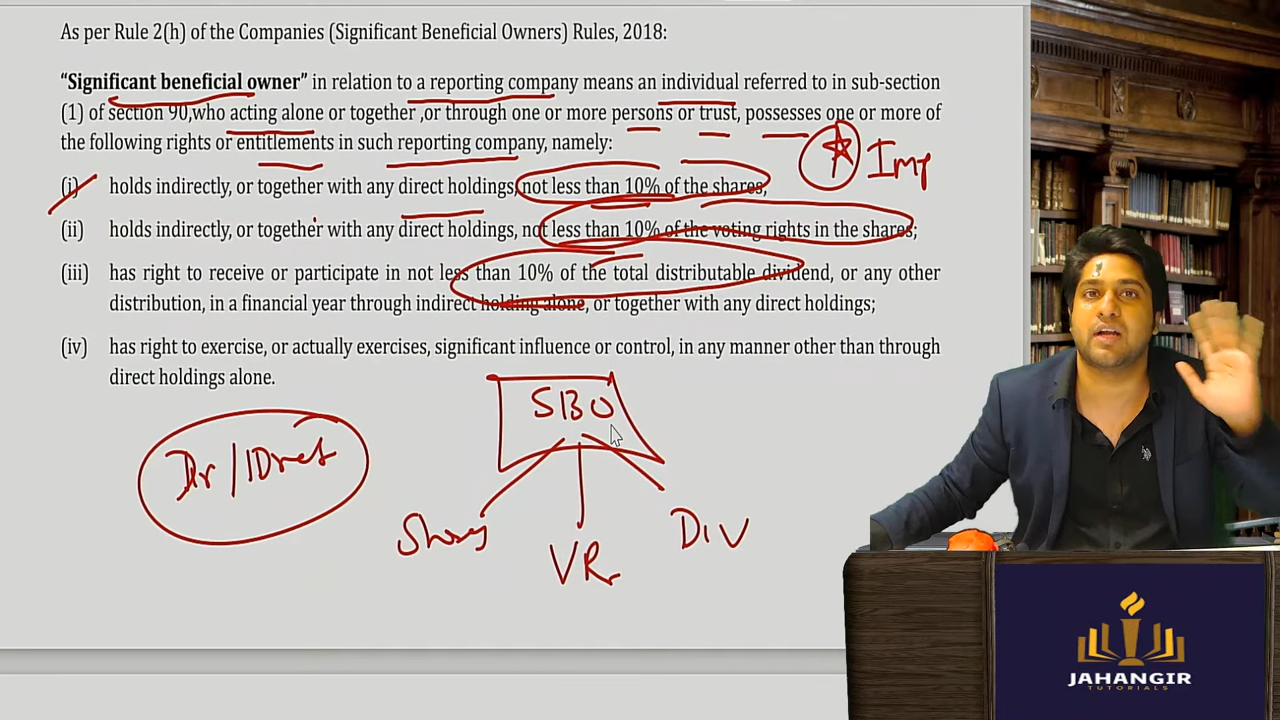 As per Rule 2(h) of the Companies (Significant Beneficial Owners) Rules, 2018:
“Significant beneficial owner” in relation to a reporting company means an individual referred to in sub-section
(1) of section 90,who acting alone or together ,or through one or more persons or trust, possesses one or more of
the following rights or entitlements in such reporting company, namely:
Imp
(i) holds indirectly, or together with any direct holdings, not less than 10% of the shares;
(ii) holds indirectly, or together with any direct holdings, not less than 10% of the voting rights in the shares;
(iii) has right to receive or participate in not less than 10% of the total distributable dividend, or any other
distribution, in a financial year through indirect holding alone, or together with any direct holdings;
(iv) has right to exercise, or actually exercises, significant influence or control, in any manner other than through
direct holdings alone.
SBO
Shares
VR
DIV
JAHANGIR
TUTORIALS